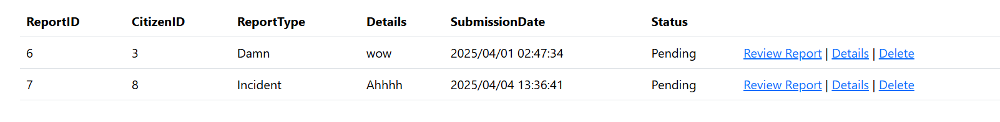 ReportID CitizenID ReportType Details SubmissionDate Status
6 3 Damn wow 2025/04/01 02:47:34 Pending Review Report | Details | Delete
7 8 Incident Ahhhh 2025/04/04 13:36:41 Pending Review Report | Details | Delete